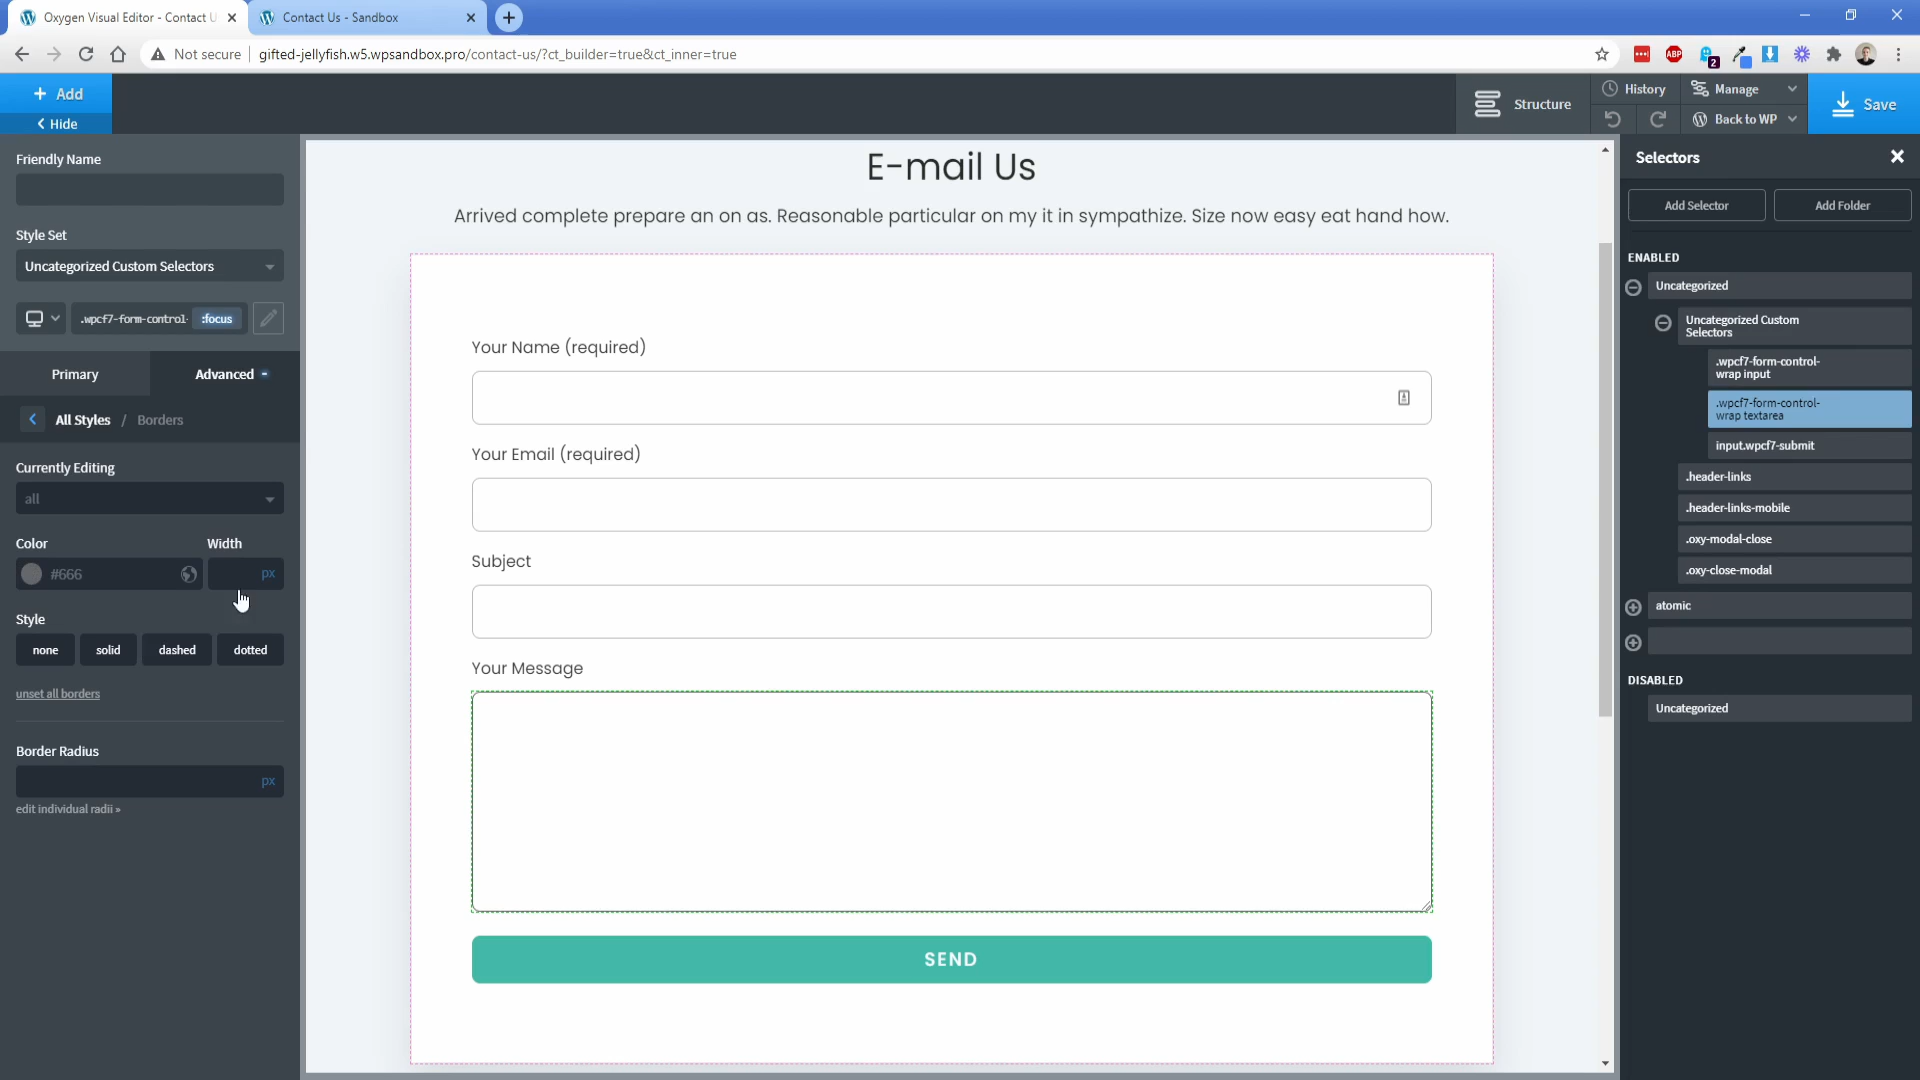 Oxygen Visual Editor - Contact U
Contact Us - Sandbox
Not secure
gifted-jellyfish.w5.wpsandbox.pro/contact-us/?ct_builder=true&ct_inner=true
ABP
2
+ Add
Hide
Structure
History
Manage
Back to WP
Save
Friendly Name
Style Set
Uncategorized Custom Selectors
.wpcf7-form-control-
:focus
Primary
Advanced
All Styles / Borders
Currently Editing
all
Color
Width
#666
px
Style
none
solid
dashed
dotted
unset all borders
Border Radius
px
edit individual radii »
E-mail Us
Arrived complete prepare an on as. Reasonable particular on my it in sympathize. Size now easy eat hand how.
Your Name (required)
Your Email (required)
Subject
Your Message
SEND
Selectors
Add Selector
Add Folder
ENABLED
Uncategorized
Uncategorized Custom
Selectors
.wpcf7-form-control-
wrap input
.wpcf7-form-control-
wrap textarea
input.wpcf7-submit
.header-links
.header-links-mobile
.oxy-modal-close
.oxy-close-modal
atomic
DISABLED
Uncategorized